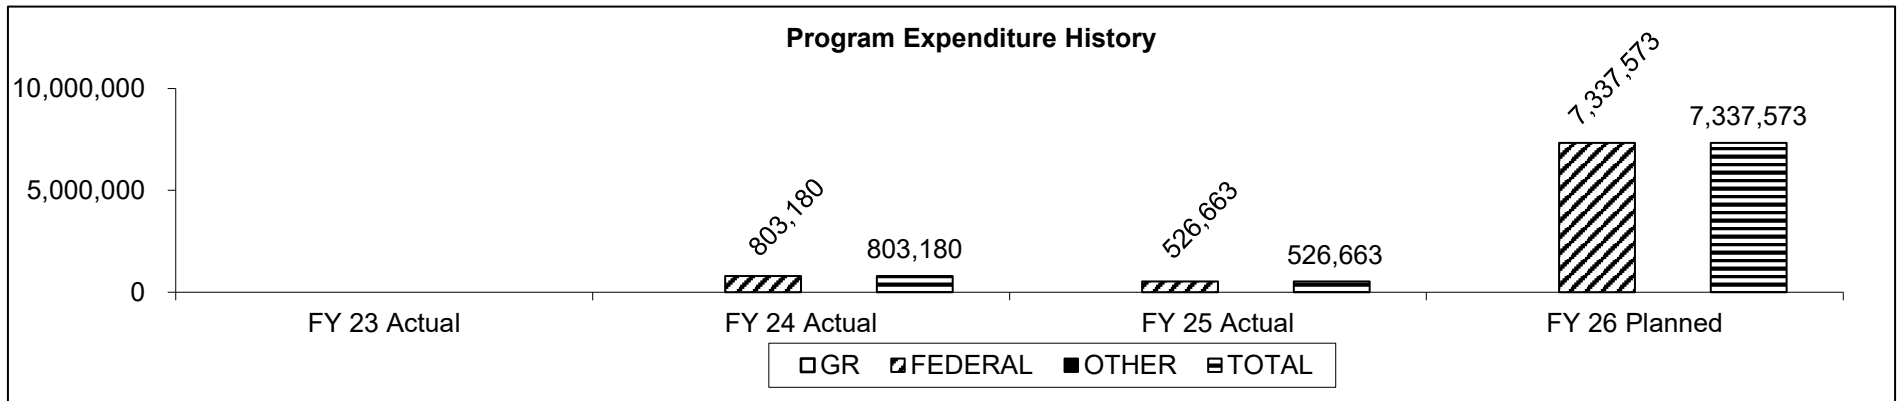 Program Expenditure History
10,000,000
5,000,000
0
803,180
803,180
526,663
526,663
7,337,573
7,337,573
FY 23 Actual
FY 24 Actual
FY 25 Actual
FY 26 Planned
GR FEDERAL OTHER TOTAL